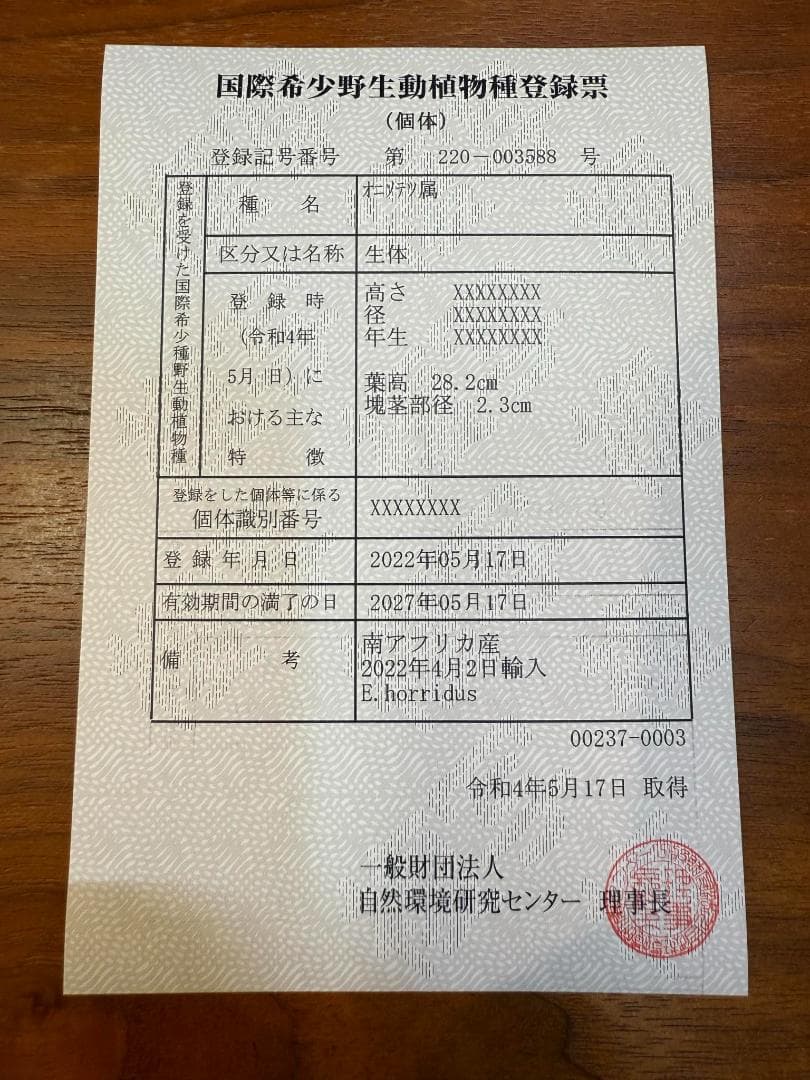 国際希少野生動植物種登録票
(個体)
登録記号番号 第 220-003588 号
登録を受けた国際希少種野生動植物種
種 名 ｵﾆｿﾃﾂ属
区分又は名称 生体
登 録 時
(令和4年
5月 日)に
おける主な
特 徴
高さ XXXXXXXX
径 XXXXXXXX
年生 XXXXXXXX
葉高 28.2cm
塊茎部径 2.3cm
登録をした個体等に係る
個体識別番号 XXXXXXXX
登 録 年 月 日 2022年05月17日
有効期間の満了の日 2027年05月17日
備 考
南アフリカ産
2022年4月2日輸入
E.horridus
00237-0003
令和4年5月17日 取得
一般財団法人
自然環境研究センター 理事長